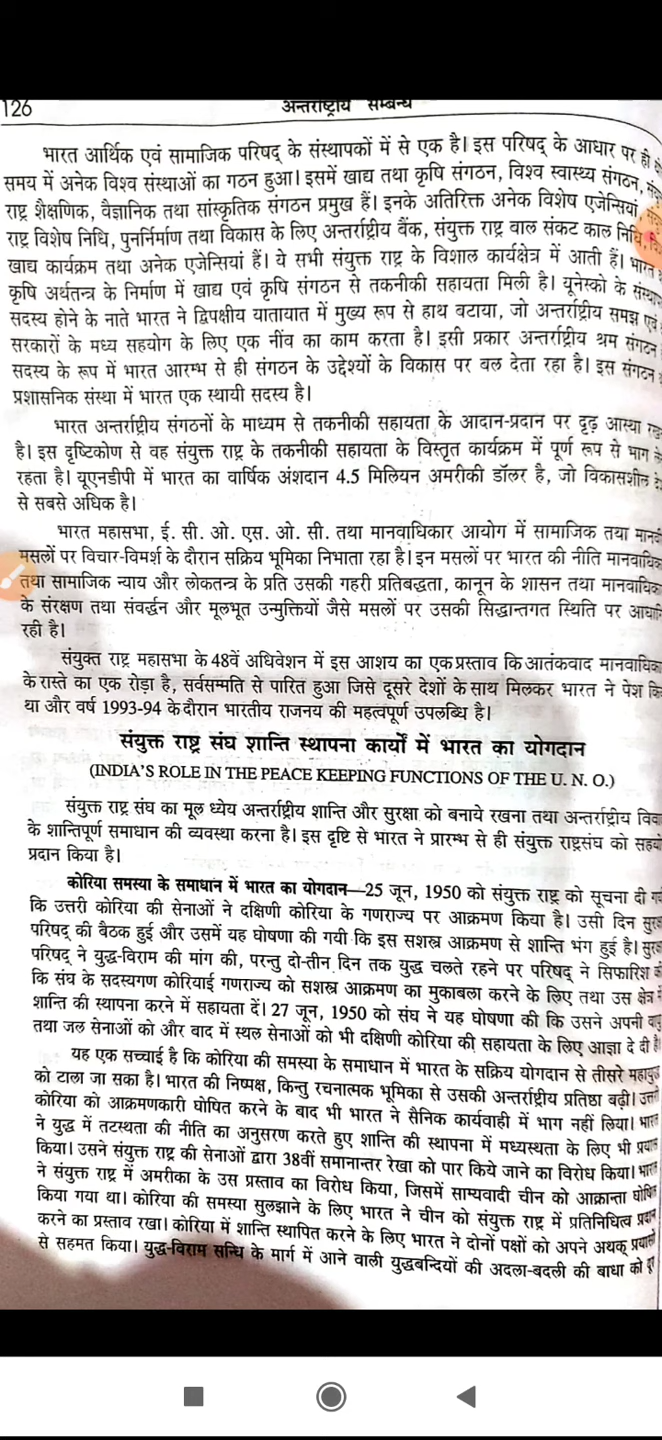 126
अन्तर्राष्ट्रीय सम्बन्ध
भारत आर्थिक एवं सामाजिक परिषद् के संस्थापकों में से एक है। इस परिषद् के आधार पर ही
समय में अनेक विश्व संस्थाओं का गठन हुआ। इसमें खाद्य तथा कृषि संगठन, विश्व स्वास्थ्य संगठन,
राष्ट्र शैक्षणिक, वैज्ञानिक तथा सांस्कृतिक संगठन प्रमुख हैं। इनके अतिरिक्त अनेक विशेष एजेन्सियां
राष्ट्र विशेष निधि, पुनर्निर्माण तथा विकास के लिए अन्तर्राष्ट्रीय बैंक, संयुक्त राष्ट्र वाल संकट काल निधि,
खाद्य कार्यक्रम तथा अनेक एजेन्सियां हैं। ये सभी संयुक्त राष्ट्र के विशाल कार्यक्षेत्र में आती हैं। भारत
कृषि अर्थतन्त्र के निर्माण में खाद्य एवं कृषि संगठन से तकनीकी सहायता मिली है। यूनेस्को के
सदस्य होने के नाते भारत ने द्विपक्षीय यातायात में मुख्य रूप से हाथ बटाया, जो अन्तर्राष्ट्रीय समझ एवं
सरकारों के मध्य सहयोग के लिए एक नींव का काम करता है। इसी प्रकार अन्तर्राष्ट्रीय श्रम संगठन
सदस्य के रूप में भारत आरम्भ से ही संगठन के उद्देश्यों के विकास पर बल देता रहा है। इस संगठन
प्रशासनिक संस्था में भारत एक स्थायी सदस्य है।
भारत अन्तर्राष्ट्रीय संगठनों के माध्यम से तकनीकी सहायता के आदान-प्रदान पर दृढ़ आस्था
है। इस दृष्टिकोण से वह संयुक्त राष्ट्र के तकनीकी सहायता के विस्तृत कार्यक्रम में पूर्ण रूप से भाग
रहता है। यूएनडीपी में भारत का वार्षिक अंशदान 4.5 मिलियन अमरीकी डॉलर है, जो विकासशील
से सबसे अधिक है।
भारत महासभा, ई. सी. ओ. एस. ओ. सी. तथा मानवाधिकार आयोग में सामाजिक तया
मसलों पर विचार-विमर्श के दौरान सक्रिय भूमिका निभाता रहा है। इन मसलों पर भारत की नीति
तथा सामाजिक न्याय और लोकतन्त्र के प्रति उसकी गहरी प्रतिबद्धता, कानून के शासन तथा
के संरक्षण तथा संवर्द्धन और मूलभूत उन्मुक्तियों जैसे मसलों पर उसकी सिद्धान्तगत स्थिति पर
रही है।
संयुक्त राष्ट्र महासभा के 48वें अधिवेशन में इस आशय का एक प्रस्ताव कि आतंकवाद
के रास्ते का एक रोड़ा है, सर्वसम्मति से पारित हुआ जिसे दूसरे देशों के साथ मिलकर भारत ने पेश
था और वर्ष 1993-94 के दौरान भारतीय राजनय की महत्वपूर्ण उपलब्धि है।
संयुक्त राष्ट्र संघ शान्ति स्थापना कार्यों में भारत का योगदान
(INDIA'S ROLE IN THE PEACE KEEPING FUNCTIONS OF THE U. N. O.)
संयुक्त राष्ट्र संघ का मूल ध्येय अन्तर्राष्ट्रीय शान्ति और सुरक्षा को बनाये रखना तथा अन्तर्राष्ट्रीय
के शान्तिपूर्ण समाधान की व्यवस्था करना है। इस दृष्टि से भारत ने प्रारम्भ से ही संयुक्त राष्ट्रसंघ को
प्रदान किया है।
कोरिया समस्या के समाधान में भारत का योगदान—25 जून, 1950 को संयुक्त राष्ट्र को सूचना दी
कि उत्तरी कोरिया की सेनाओं ने दक्षिणी कोरिया के गणराज्य पर आक्रमण किया है। उसी दिन
परिषद् की बैठक हुई और उसमें यह घोषणा की गयी कि इस सशस्त्र आक्रमण से शान्ति भंग हुई है।
परिषद् ने युद्ध-विराम की मांग की, परन्तु दो-तीन दिन तक युद्ध चलते रहने पर परिषद् ने सिफारिश की
कि संघ के सदस्यगण कोरियाई गणराज्य को सशस्त्र आक्रमण का मुकाबला करने के लिए तथा उस क्षेत्र
शान्ति की स्थापना करने में सहायता दें। 27 जून, 1950 को संघ ने यह घोषणा की कि उसने अपनी
तथा जल सेनाओं को और बाद में स्थल सेनाओं को भी दक्षिणी कोरिया की सहायता के लिए आज्ञा दे दी है।
यह एक सच्चाई है कि कोरिया की समस्या के समाधान में भारत के सक्रिय योगदान से तीसरे महायुद्ध
को टाला जा सका है। भारत की निष्पक्ष, किन्तु रचनात्मक भूमिका से उसकी अन्तर्राष्ट्रीय प्रतिष्ठा बढ़ी।
कोरिया को आक्रमणकारी घोषित करने के बाद भी भारत ने सैनिक कार्यवाही में भाग नहीं लिया। भारत
ने युद्ध में तटस्थता की नीति का अनुसरण करते हुए शान्ति की स्थापना में मध्यस्थता के लिए भी प्रयास
किया। उसने संयुक्त राष्ट्र की सेनाओं द्वारा 38वीं समानान्तर रेखा को पार किये जाने का विरोध किया। भारत
ने संयुक्त राष्ट्र में अमरीका के उस प्रस्ताव का विरोध किया, जिसमें साम्यवादी चीन को आक्रान्ता घोषित
किया गया था। कोरिया की समस्या सुलझाने के लिए भारत ने चीन को संयुक्त राष्ट्र में प्रतिनिधित्व प्रदान
करने का प्रस्ताव रखा। कोरिया में शान्ति स्थापित करने के लिए भारत ने दोनों पक्षों को अपने अथक् प्रयासों
से सहमत किया। युद्ध-विराम सन्धि के मार्ग में आने वाली युद्धबन्दियों की अदला-बदली की बाधा को दूर